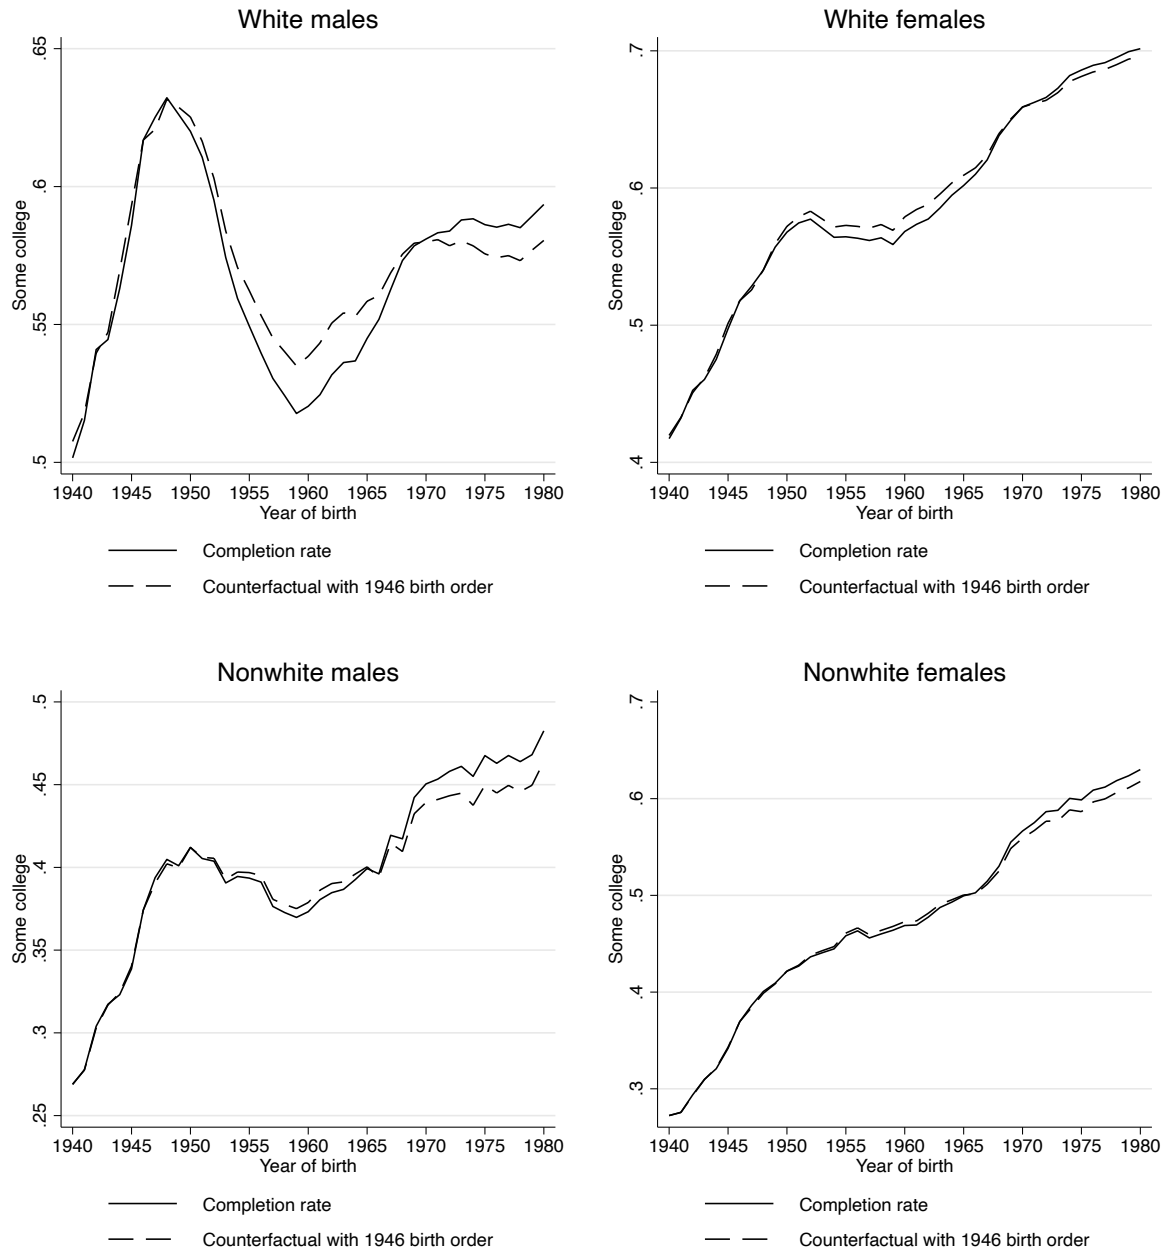 White males
Some college
.65
.6
.55
.5
1940 1945 1950 1955 1960 1965 1970 1975 1980
Year of birth
Completion rate
Counterfactual with 1946 birth order
White females
Some college
.7
.6
.5
.4
1940 1945 1950 1955 1960 1965 1970 1975 1980
Year of birth
Completion rate
Counterfactual with 1946 birth order
Nonwhite males
Some college
.5
.45
.4
.35
.3
.25
1940 1945 1950 1955 1960 1965 1970 1975 1980
Year of birth
Completion rate
Counterfactual with 1946 birth order
Nonwhite females
Some college
.7
.6
.5
.4
.3
1940 1945 1950 1955 1960 1965 1970 1975 1980
Year of birth
Completion rate
Counterfactual with 1946 birth order